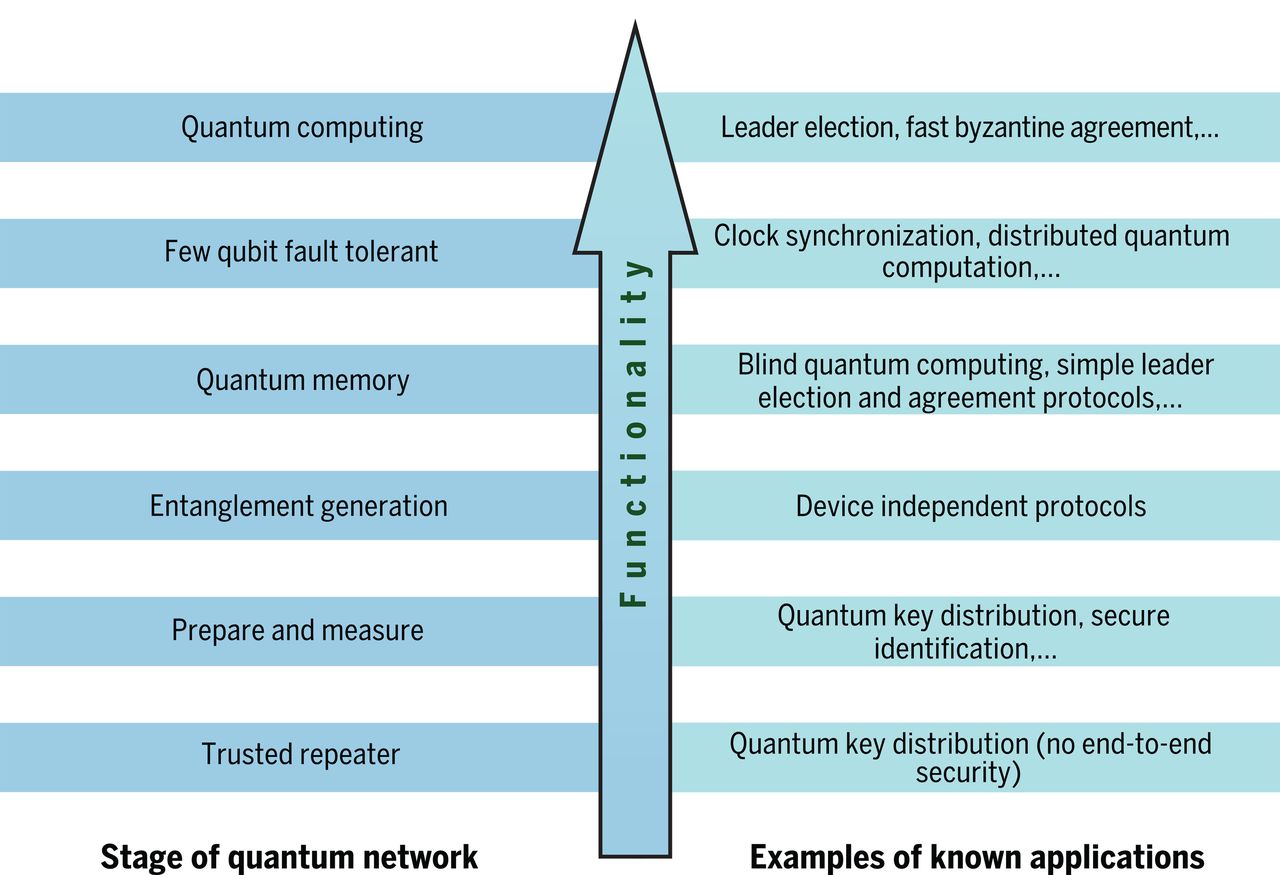 Quantum computing
Leader election, fast byzantine agreement,...
Few qubit fault tolerant
Clock synchronization, distributed quantum
computation,...
Quantum memory
Blind quantum computing, simple leader
election and agreement protocols,...
Entanglement generation
Device independent protocols
Prepare and measure
Quantum key distribution, secure
identification,...
Trusted repeater
Quantum key distribution (no end-to-end
security)
Functionality
Stage of quantum network
Examples of known applications